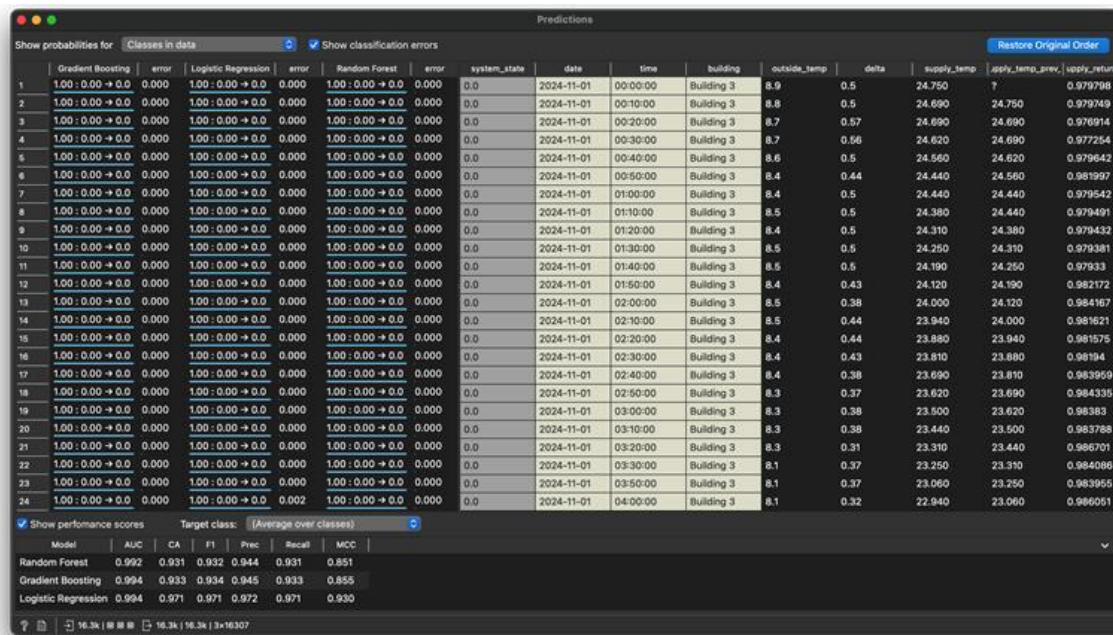 Predictions
Show probabilities for Classes in data Show classification errors Restore Original Order
Gradient Boosting error Logistic Regression error Random Forest error system_state date time building outside_temp delta supply_temp upply_temp_prev_ upply_retur
1 1.00 : 0.00 → 0.0 0.000 1.00 : 0.00 → 0.0 0.000 1.00 : 0.00 → 0.0 0.000 0.0 2024-11-01 00:00:00 Building 3 8.9 0.5 24.750 ? 0.979798
2 1.00 : 0.00 → 0.0 0.000 1.00 : 0.00 → 0.0 0.000 1.00 : 0.00 → 0.0 0.000 0.0 2024-11-01 00:10:00 Building 3 8.8 0.5 24.690 24.750 0.979749
3 1.00 : 0.00 → 0.0 0.000 1.00 : 0.00 → 0.0 0.000 1.00 : 0.00 → 0.0 0.000 0.0 2024-11-01 00:20:00 Building 3 8.7 0.57 24.690 24.690 0.976914
4 1.00 : 0.00 → 0.0 0.000 1.00 : 0.00 → 0.0 0.000 1.00 : 0.00 → 0.0 0.000 0.0 2024-11-01 00:30:00 Building 3 8.7 0.56 24.620 24.690 0.977254
5 1.00 : 0.00 → 0.0 0.000 1.00 : 0.00 → 0.0 0.000 1.00 : 0.00 → 0.0 0.000 0.0 2024-11-01 00:40:00 Building 3 8.6 0.5 24.560 24.620 0.979642
6 1.00 : 0.00 → 0.0 0.000 1.00 : 0.00 → 0.0 0.000 1.00 : 0.00 → 0.0 0.000 0.0 2024-11-01 00:50:00 Building 3 8.4 0.44 24.440 24.560 0.981997
7 1.00 : 0.00 → 0.0 0.000 1.00 : 0.00 → 0.0 0.000 1.00 : 0.00 → 0.0 0.000 0.0 2024-11-01 01:00:00 Building 3 8.4 0.5 24.440 24.440 0.979542
8 1.00 : 0.00 → 0.0 0.000 1.00 : 0.00 → 0.0 0.000 1.00 : 0.00 → 0.0 0.000 0.0 2024-11-01 01:10:00 Building 3 8.5 0.5 24.380 24.440 0.979491
9 1.00 : 0.00 → 0.0 0.000 1.00 : 0.00 → 0.0 0.000 1.00 : 0.00 → 0.0 0.000 0.0 2024-11-01 01:20:00 Building 3 8.4 0.5 24.310 24.380 0.979432
10 1.00 : 0.00 → 0.0 0.000 1.00 : 0.00 → 0.0 0.000 1.00 : 0.00 → 0.0 0.000 0.0 2024-11-01 01:30:00 Building 3 8.5 0.5 24.250 24.310 0.979381
11 1.00 : 0.00 → 0.0 0.000 1.00 : 0.00 → 0.0 0.000 1.00 : 0.00 → 0.0 0.000 0.0 2024-11-01 01:40:00 Building 3 8.5 0.5 24.190 24.250 0.97933
12 1.00 : 0.00 → 0.0 0.000 1.00 : 0.00 → 0.0 0.000 1.00 : 0.00 → 0.0 0.000 0.0 2024-11-01 01:50:00 Building 3 8.4 0.43 24.120 24.190 0.982172
13 1.00 : 0.00 → 0.0 0.000 1.00 : 0.00 → 0.0 0.000 1.00 : 0.00 → 0.0 0.000 0.0 2024-11-01 02:00:00 Building 3 8.5 0.38 24.000 24.120 0.984167
14 1.00 : 0.00 → 0.0 0.000 1.00 : 0.00 → 0.0 0.000 1.00 : 0.00 → 0.0 0.000 0.0 2024-11-01 02:10:00 Building 3 8.5 0.44 23.940 24.000 0.981621
15 1.00 : 0.00 → 0.0 0.000 1.00 : 0.00 → 0.0 0.000 1.00 : 0.00 → 0.0 0.000 0.0 2024-11-01 02:20:00 Building 3 8.4 0.44 23.880 23.940 0.981575
16 1.00 : 0.00 → 0.0 0.000 1.00 : 0.00 → 0.0 0.000 1.00 : 0.00 → 0.0 0.000 0.0 2024-11-01 02:30:00 Building 3 8.4 0.43 23.810 23.880 0.98194
17 1.00 : 0.00 → 0.0 0.000 1.00 : 0.00 → 0.0 0.000 1.00 : 0.00 → 0.0 0.000 0.0 2024-11-01 02:40:00 Building 3 8.4 0.38 23.690 23.810 0.983959
18 1.00 : 0.00 → 0.0 0.000 1.00 : 0.00 → 0.0 0.000 1.00 : 0.00 → 0.0 0.000 0.0 2024-11-01 02:50:00 Building 3 8.3 0.37 23.620 23.690 0.984335
19 1.00 : 0.00 → 0.0 0.000 1.00 : 0.00 → 0.0 0.000 1.00 : 0.00 → 0.0 0.000 0.0 2024-11-01 03:00:00 Building 3 8.3 0.38 23.500 23.620 0.98383
20 1.00 : 0.00 → 0.0 0.000 1.00 : 0.00 → 0.0 0.000 1.00 : 0.00 → 0.0 0.000 0.0 2024-11-01 03:10:00 Building 3 8.3 0.38 23.440 23.500 0.983788
21 1.00 : 0.00 → 0.0 0.000 1.00 : 0.00 → 0.0 0.000 1.00 : 0.00 → 0.0 0.000 0.0 2024-11-01 03:20:00 Building 3 8.3 0.31 23.310 23.440 0.986701
22 1.00 : 0.00 → 0.0 0.000 1.00 : 0.00 → 0.0 0.000 1.00 : 0.00 → 0.0 0.000 0.0 2024-11-01 03:30:00 Building 3 8.1 0.37 23.250 23.310 0.984086
23 1.00 : 0.00 → 0.0 0.000 1.00 : 0.00 → 0.0 0.000 1.00 : 0.00 → 0.0 0.000 0.0 2024-11-01 03:50:00 Building 3 8.1 0.37 23.060 23.250 0.983955
24 1.00 : 0.00 → 0.0 0.000 1.00 : 0.00 → 0.0 0.002 1.00 : 0.00 → 0.0 0.000 0.0 2024-11-01 04:00:00 Building 3 8.1 0.32 22.940 23.060 0.986051
Show perfomance scores Target class: (Average over classes)
Model AUC CA F1 Prec Recall MCC
Random Forest 0.992 0.931 0.932 0.944 0.931 0.851
Gradient Boosting 0.994 0.933 0.934 0.945 0.933 0.855
Logistic Regression 0.994 0.971 0.971 0.972 0.971 0.930
? 16.3k | 16.3k | 16.3k | 3×16307